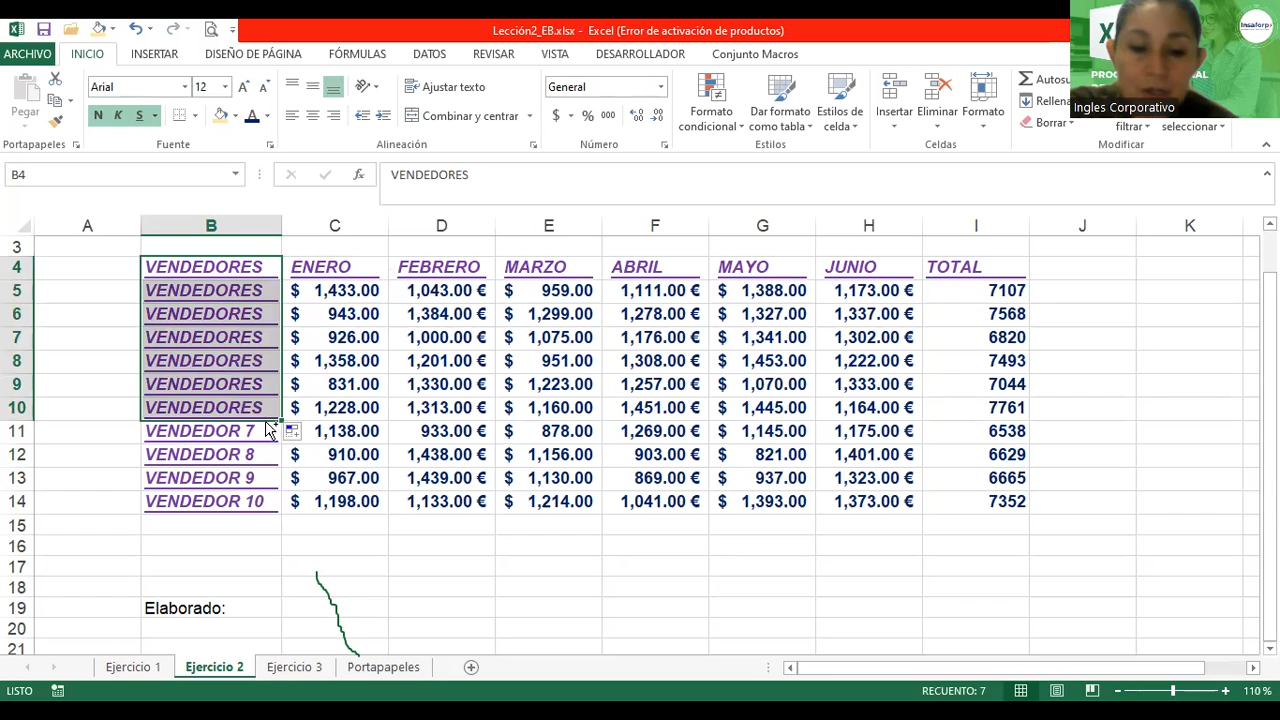 Lección2_EB.xlsx - Excel (Error de activación de productos)
ARCHIVO INICIO INSERTAR DISEÑO DE PÁGINA FÓRMULAS DATOS REVISAR VISTA DESARROLLADOR Conjunto Macros
Pegar
Arial 12
N K S
Ajustar texto
Combinar y centrar
General
$ % 000
Formato condicional
Dar formato como tabla
Estilos de celda
Insertar
Eliminar
Formato
Autosu
Rellena
Borrar
filtrar
seleccionar
Portapapeles Fuente Alineación Número Estilos Celdas Modificar
Insaforp
Ingles Corporativo
B4 fx VENDEDORES
A B C D E F G H I J K
3
4 VENDEDORES ENERO FEBRERO MARZO ABRIL MAYO JUNIO TOTAL
5 VENDEDORES $ 1,433.00 1,043.00 € $ 959.00 1,111.00 € $ 1,388.00 1,173.00 € 7107
6 VENDEDORES $ 943.00 1,384.00 € $ 1,299.00 1,278.00 € $ 1,327.00 1,337.00 € 7568
7 VENDEDORES $ 926.00 1,000.00 € $ 1,075.00 1,176.00 € $ 1,341.00 1,302.00 € 6820
8 VENDEDORES $ 1,358.00 1,201.00 € $ 951.00 1,308.00 € $ 1,453.00 1,222.00 € 7493
9 VENDEDORES $ 831.00 1,330.00 € $ 1,223.00 1,257.00 € $ 1,070.00 1,333.00 € 7044
10 VENDEDORES $ 1,228.00 1,313.00 € $ 1,160.00 1,451.00 € $ 1,445.00 1,164.00 € 7761
11 VENDEDOR 7 $ 1,138.00 933.00 € $ 878.00 1,269.00 € $ 1,145.00 1,175.00 € 6538
12 VENDEDOR 8 $ 910.00 1,438.00 € $ 1,156.00 903.00 € $ 821.00 1,401.00 € 6629
13 VENDEDOR 9 $ 967.00 1,439.00 € $ 1,130.00 869.00 € $ 937.00 1,323.00 € 6665
14 VENDEDOR 10 $ 1,198.00 1,133.00 € $ 1,214.00 1,041.00 € $ 1,393.00 1,373.00 € 7352
15
16
17
18
19 Elaborado:
20
21
Ejercicio 1 Ejercicio 2 Ejercicio 3 Portapapeles
LISTO RECUENTO: 7 110 %